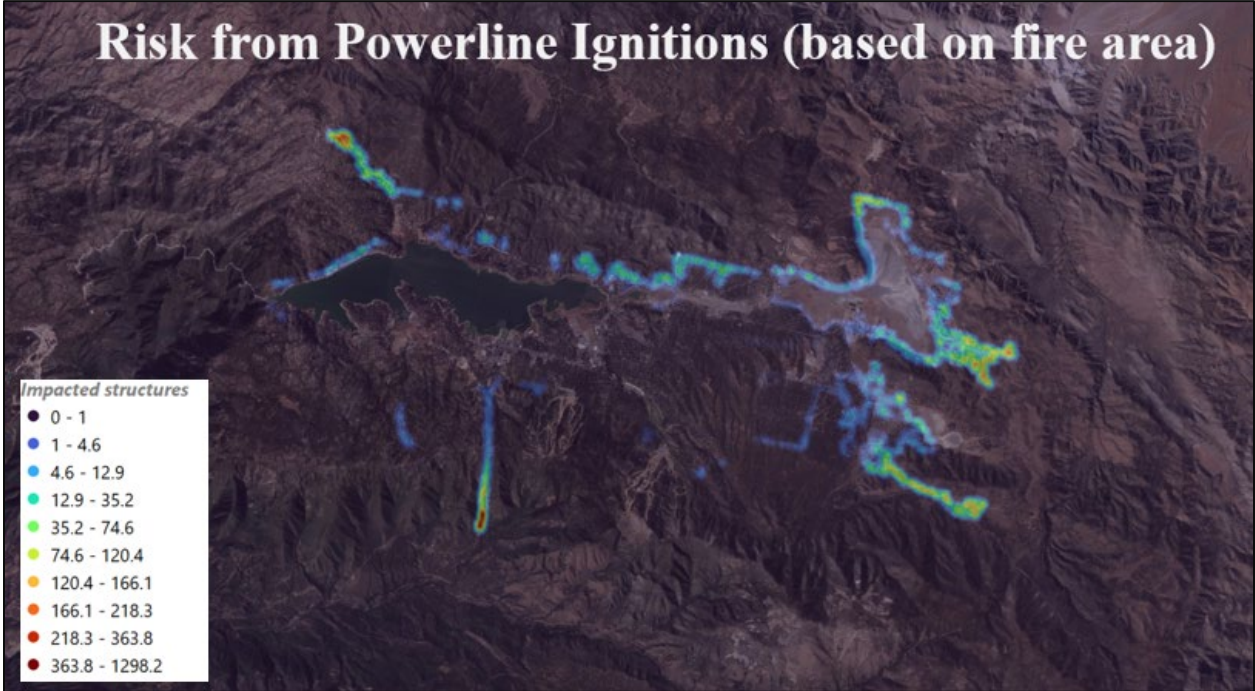 Risk from Powerline Ignitions (based on fire area)
Impacted structures
0 - 1
1 - 4.6
4.6 - 12.9
12.9 - 35.2
35.2 - 74.6
74.6 - 120.4
120.4 - 166.1
166.1 - 218.3
218.3 - 363.8
363.8 - 1298.2